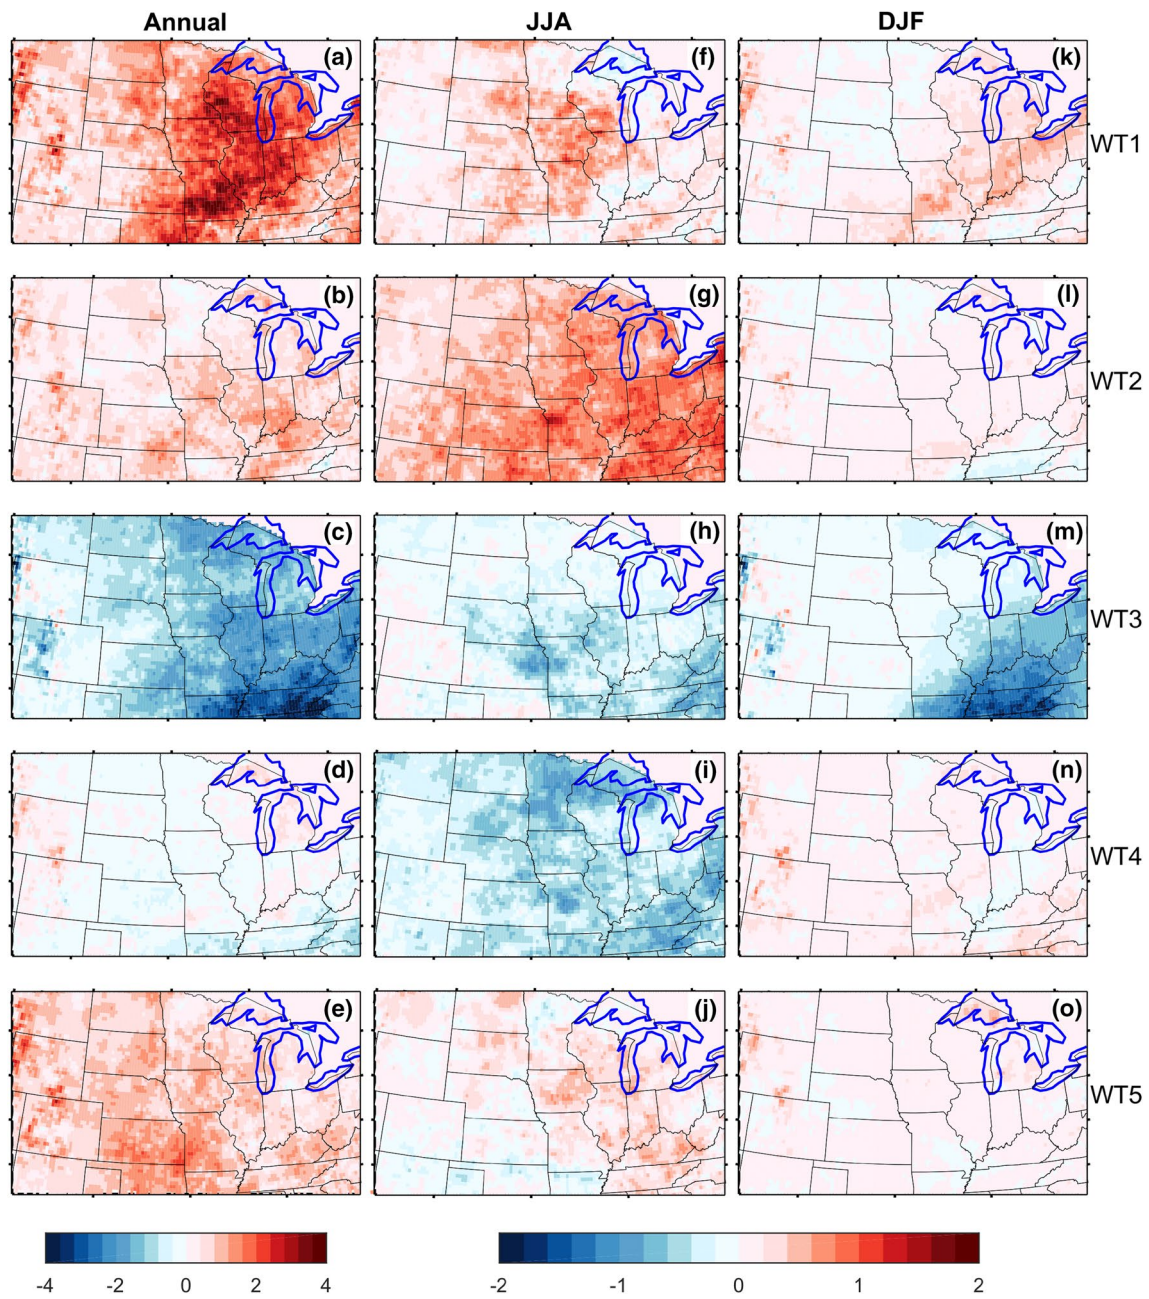 Annual JJA DJF
(a) (f) (k) WT1
(b) (g) (l) WT2
(c) (h) (m) WT3
(d) (i) (n) WT4
(e) (j) (o) WT5
-4 -2 0 2 4 -2 -1 0 1 2